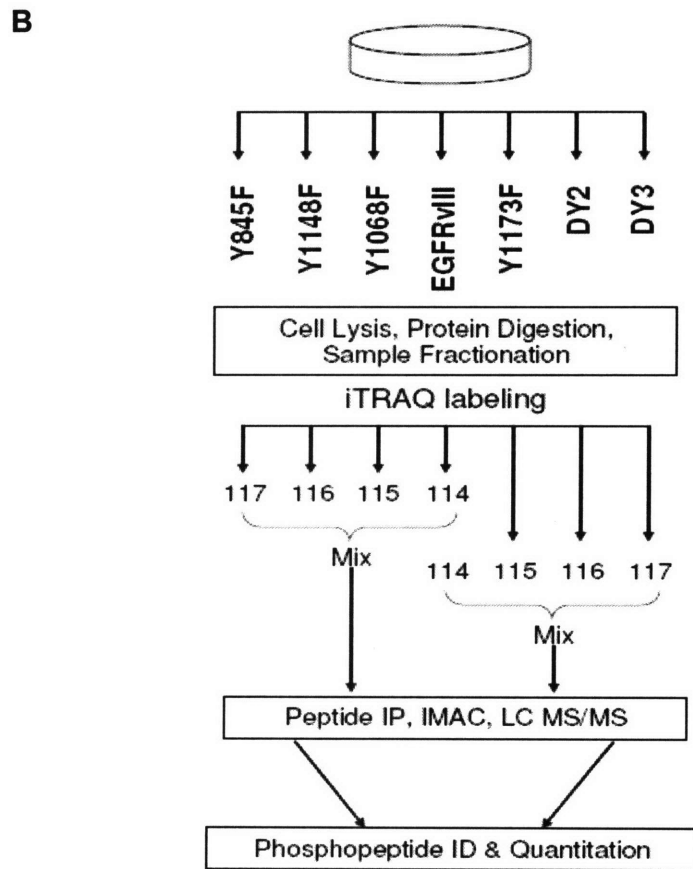 B
Y845F Y1148F Y1068F EGFRvIII Y1173F DY2 DY3
Cell Lysis, Protein Digestion,
Sample Fractionation
iTRAQ labeling
117 116 115 114
Mix
114 115 116 117
Mix
Peptide IP, IMAC, LC MS/MS
Phosphopeptide ID & Quantitation